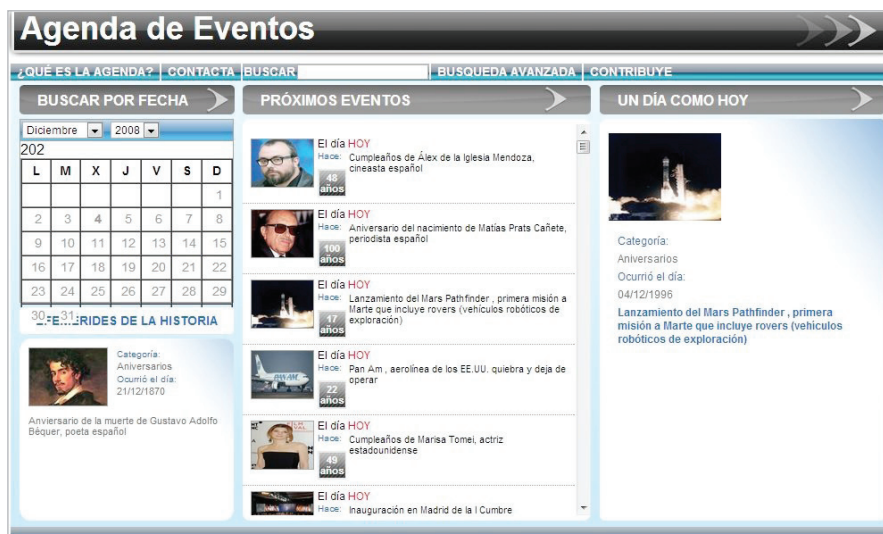 Agenda de Eventos
¿QUÉ ES LA AGENDA? CONTACTA BUSCAR BUSQUEDA AVANZADA CONTRIBUYE
BUSCAR POR FECHA
Diciembre 2008
202
L M X J V S D
1
2 3 4 5 6 7 8
9 10 11 12 13 14 15
16 17 18 19 20 21 22
23 24 25 26 27 28 29
30 31
DE LA HISTORIA
Categoría:
Aniversarios
Ocurrió el día:
21/12/1870
Anviersario de la muerte de Gustavo Adolfo
Béquer, poeta español
PRÓXIMOS EVENTOS
El día HOY
Hace: Cumpleaños de Álex de la Iglesia Mendoza,
cineasta español
48
años
El día HOY
Hace: Aniversario del nacimiento de Matías Prats Cañete,
periodista español
100
años
El día HOY
Hace: Lanzamiento del Mars Pathfinder , primera misión a
Marte que incluye rovers (vehículos robóticos de
exploración)
17
años
El día HOY
Hace: Pan Am , aerolínea de los EE.UU. quiebra y deja de
operar
22
años
PAN AM
El día HOY
Hace: Cumpleaños de Marisa Tomei, actriz
estadounidense
49
años
El día HOY
Hace: Inauguración en Madrid de la I Cumbre
UN DÍA COMO HOY
Categoría:
Aniversarios
Ocurrió el día:
04/12/1996
Lanzamiento del Mars Pathfinder , primera
misión a Marte que incluye rovers (vehículos
robóticos de exploración)